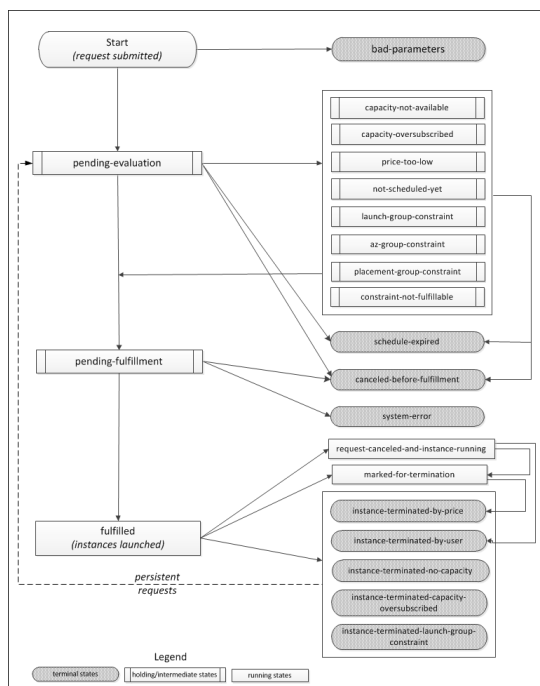 Start
(request submitted)
bad-parameters
capacity-not-available
capacity-oversubscribed
pending-evaluation
price-too-low
not-scheduled-yet
launch-group-constraint
az-group-constraint
placement-group-constraint
constraint-not-fulfillable
schedule-expired
pending-fulfillment
canceled-before-fulfillment
system-error
request-canceled-and-instance-running
marked-for-termination
instance-terminated-by-price
fulfilled
(instances launched)
instance-terminated-by-user
instance-terminated-no-capacity
persistent
requests
instance-terminated-capacity-
oversubscribed
instance-terminated-launch-group-
constraint
Legend
terminal states
holding/intermediate states
running states